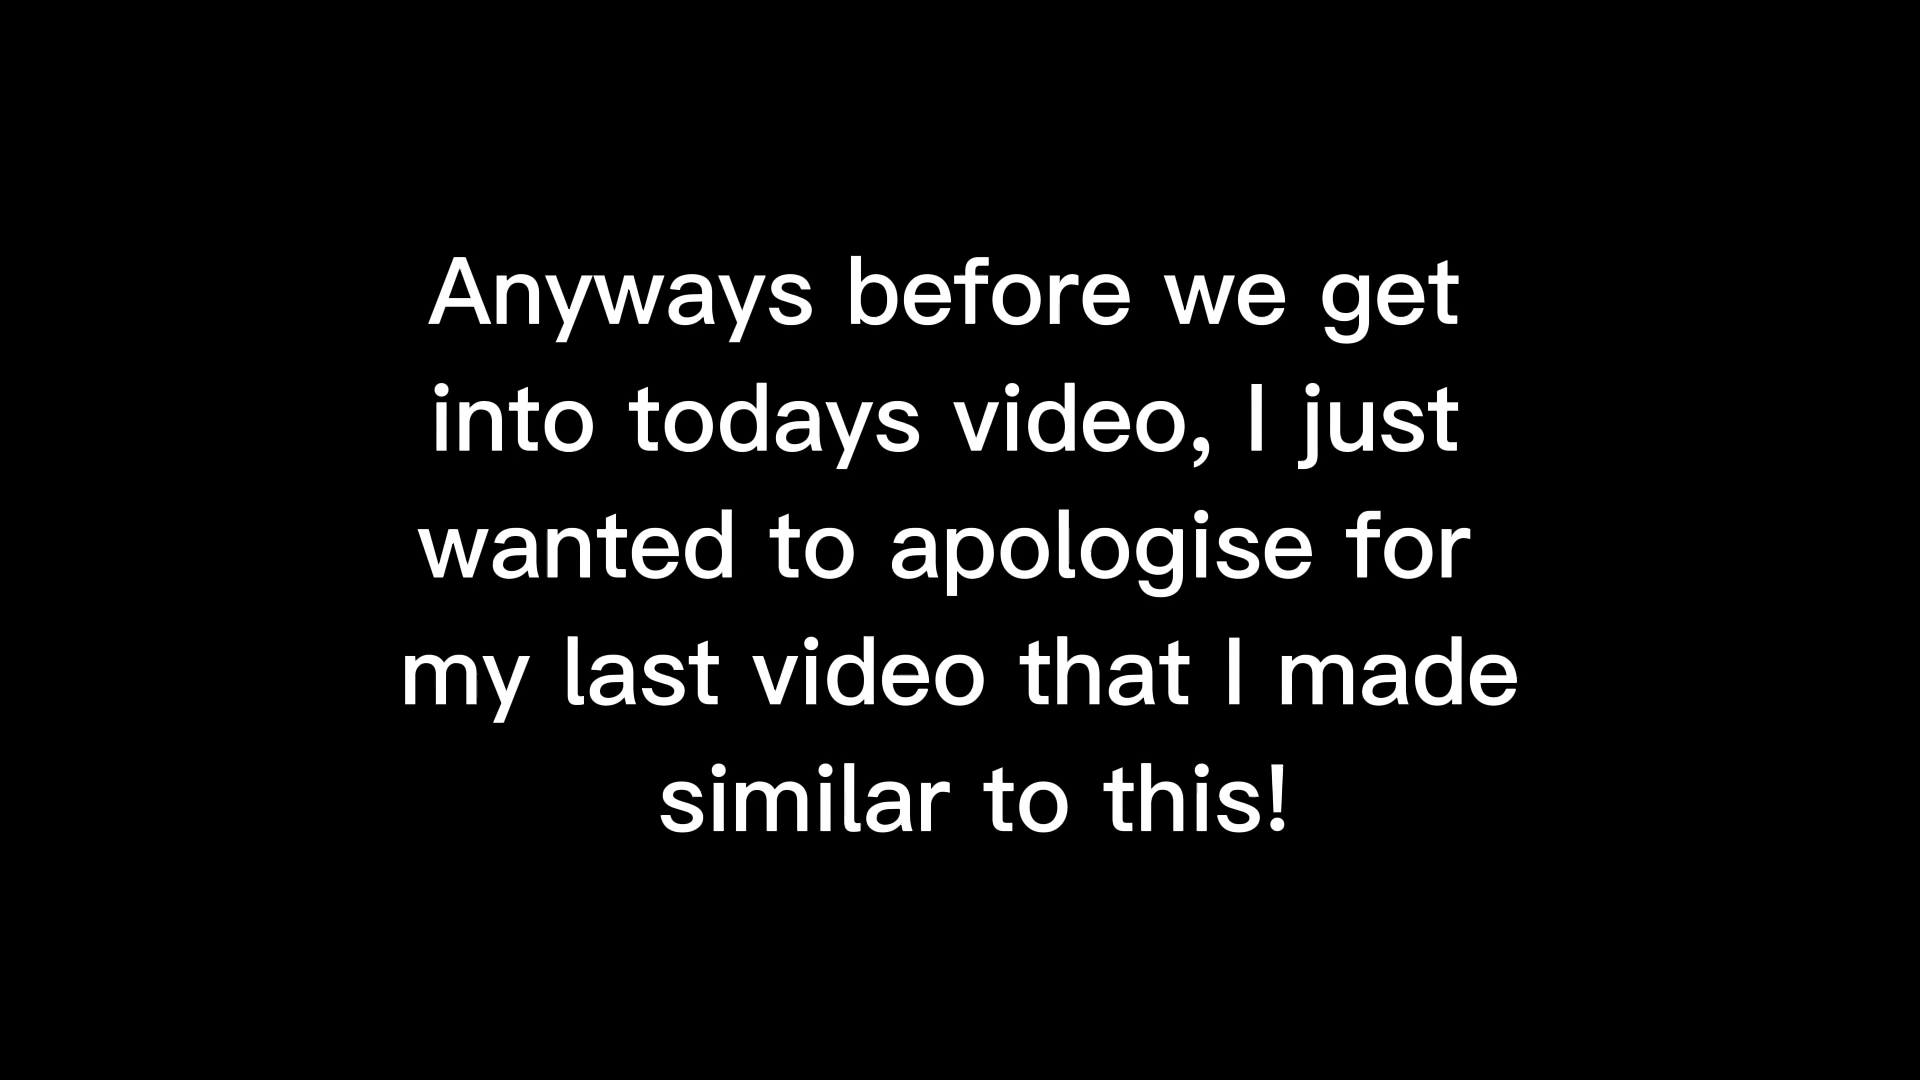 Anyways before we get
into todays video, I just
wanted to apologise for
my last video that I made
similar to this!